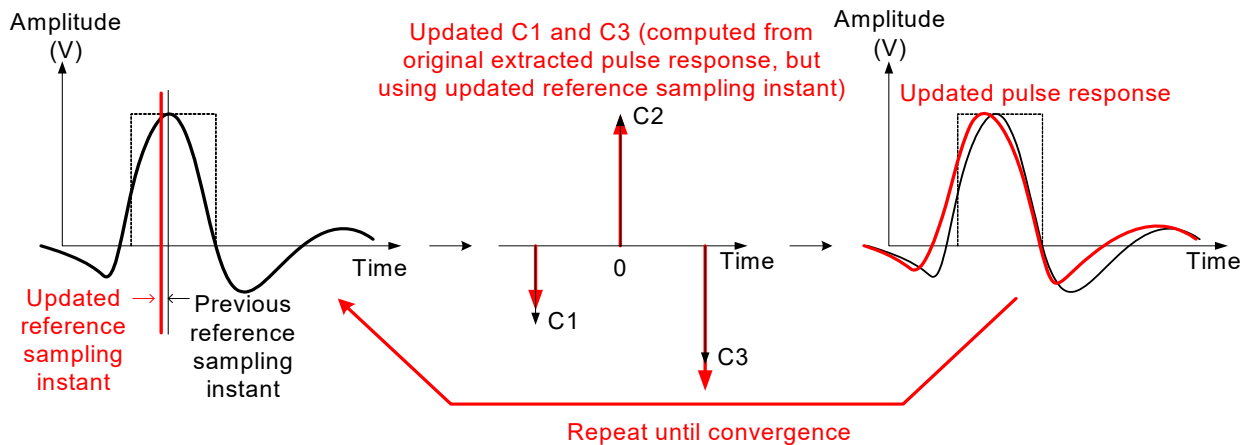 Amplitude
(V)
Time
Updated
reference
sampling
instant
Previous
reference
sampling
instant
Updated C1 and C3 (computed from
original extracted pulse response, but
using updated reference sampling instant)
C2
0
Time
C1
C3
Amplitude
(V)
Updated pulse response
Time
Repeat until convergence